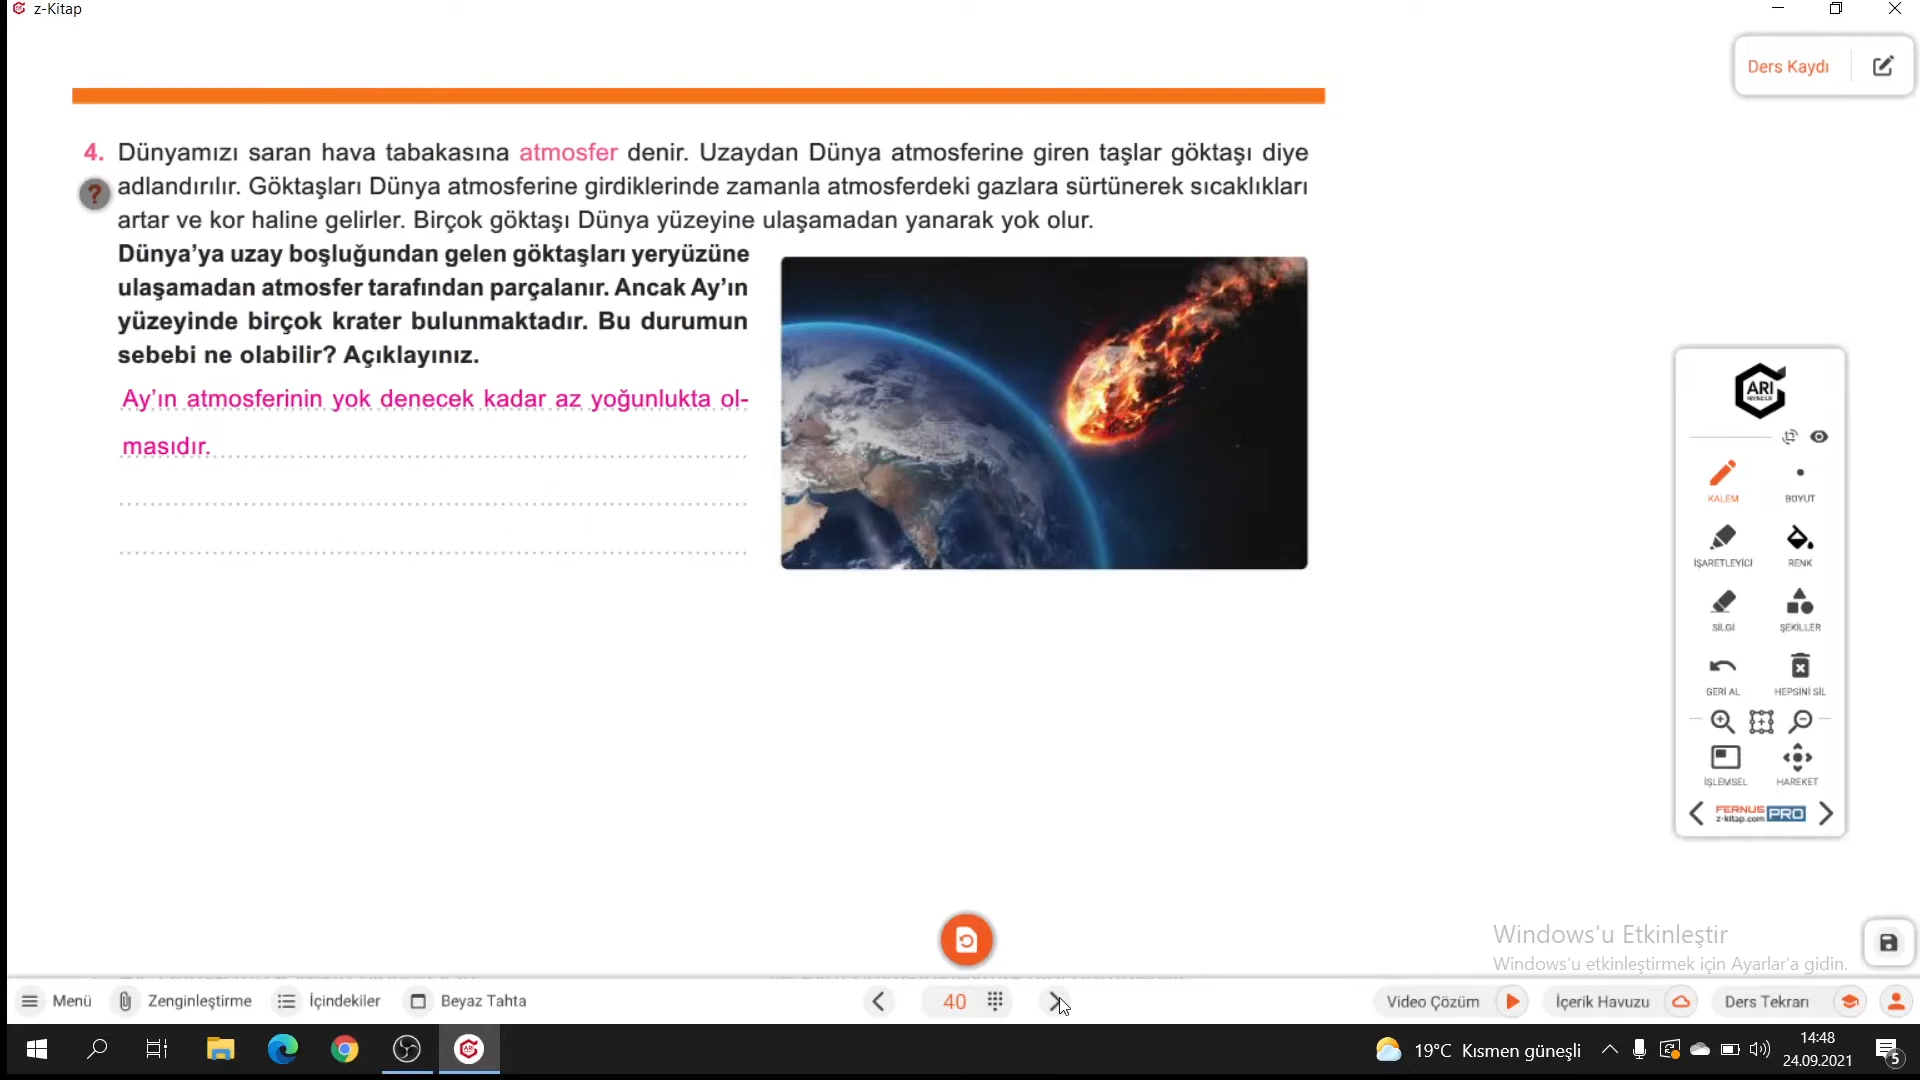 z-Kitap
Ders Kaydı
4. Dünyamızı saran hava tabakasına atmosfer denir. Uzaydan Dünya atmosferine giren taşlar göktaşı diye
? adlandırılır. Göktaşları Dünya atmosferine girdiklerinde zamanla atmosferdeki gazlara sürtünerek sıcaklıkları
artar ve kor haline gelirler. Birçok göktaşı Dünya yüzeyine ulaşamadan yanarak yok olur.
Dünya’ya uzay boşluğundan gelen göktaşları yeryüzüne
ulaşamadan atmosfer tarafından parçalanır. Ancak Ay’ın
yüzeyinde birçok krater bulunmaktadır. Bu durumun
sebebi ne olabilir? Açıklayınız.
Ay’ın atmosferinin yok denecek kadar az yoğunlukta ol-
masıdır.
ARI
KALEM BOYUT
İŞARETLEYİCİ RENK
SİLGİ ŞEKİLLER
GERİ AL HEPSİNİ SİL
İŞLEMSEL HAREKET
FERNUS PRO
z-kitap.com
Windows'u Etkinleştir
Windows'u etkinleştirmek için Ayarlar'a gidin.
Menü Zenginleştirme İçindekiler Beyaz Tahta 40 Video Çözüm İçerik Havuzu Ders Tekrarı
19°C Kısmen güneşli 14:48
24.09.2021 5